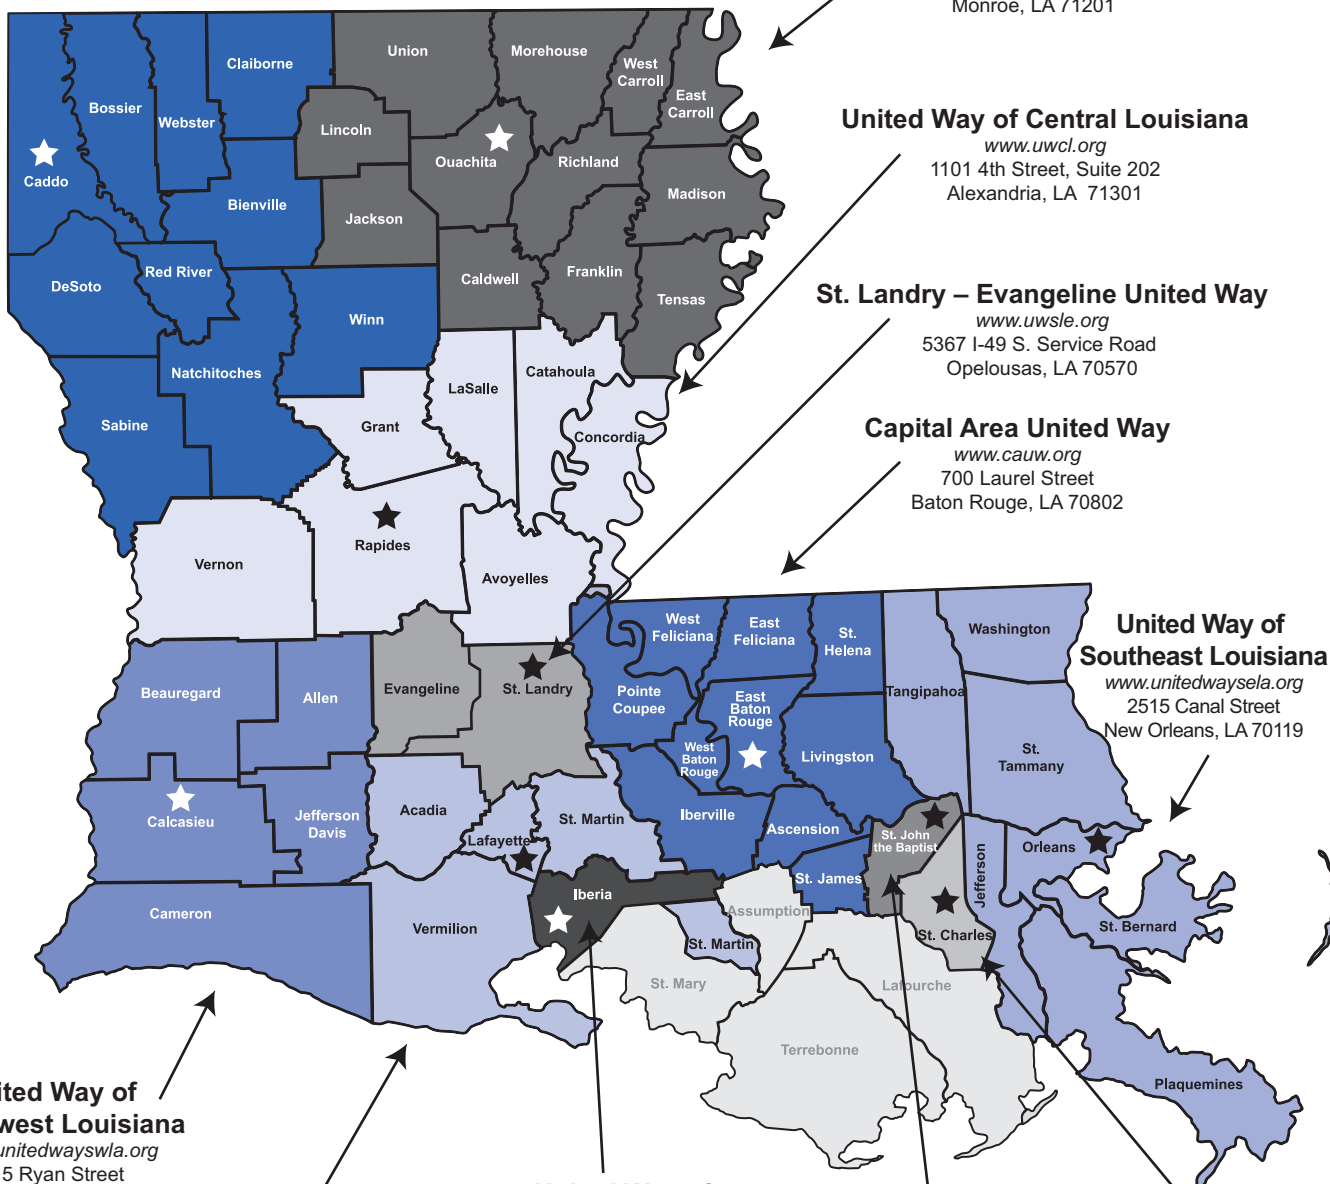 Monroe, LA 71201
United Way of Central Louisiana
www.uwcl.org
1101 4th Street, Suite 202
Alexandria, LA 71301
St. Landry – Evangeline United Way
www.uwsle.org
5367 I-49 S. Service Road
Opelousas, LA 70570
Capital Area United Way
www.cauw.org
700 Laurel Street
Baton Rouge, LA 70802
United Way of
Southeast Louisiana
www.unitedwaysela.org
2515 Canal Street
New Orleans, LA 70119
Claiborne
Union
Morehouse
West
Carroll
East
Carroll
Bossier
Webster
Lincoln
Ouachita
Richland
Caddo
Bienville
Jackson
Madison
DeSoto
Red River
Caldwell
Franklin
Tensas
Winn
Natchitoches
LaSalle
Catahoula
Sabine
Grant
Concordia
Vernon
Rapides
Avoyelles
West
Feliciana
East
Feliciana
St.
Helena
Washington
Beauregard
Allen
Evangeline
St. Landry
Pointe
Coupee
East
Baton
Rouge
Tangipahoa
West
Baton
Rouge
Livingston
St.
Tammany
Calcasieu
Jefferson
Davis
Acadia
Lafayette
St. Martin
Iberville
Ascension
St. John
the Baptist
Jefferson
Orleans
Cameron
Vermilion
Iberia
St. James
Assumption
St. Martin
St. Charles
St. Bernard
St. Mary
Lafourche
Terrebonne
Plaquemines
ited Way of
west Louisiana
unitedwayswla.org
5 Ryan Street